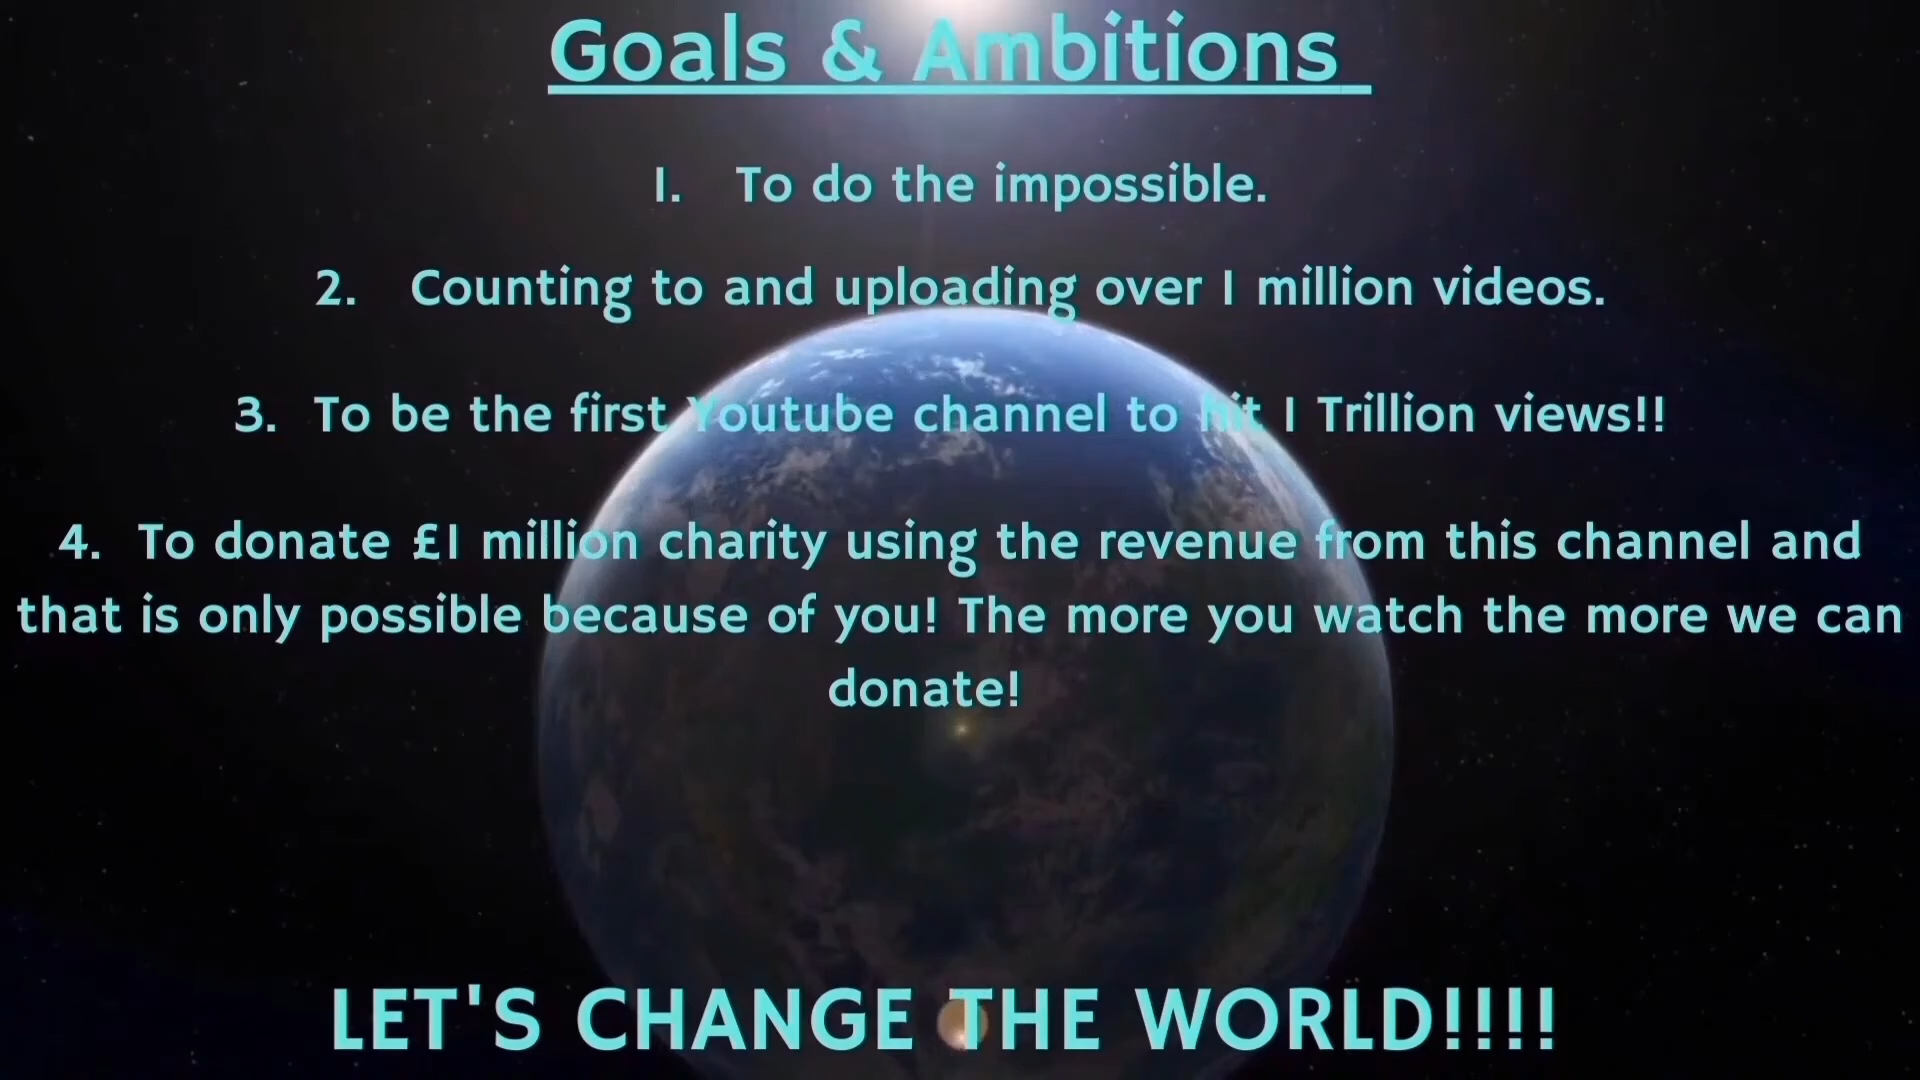 Goals & Ambitions
1. To do the impossible.
2. Counting to and uploading over 1 million videos.
3. To be the first Youtube channel to hit 1 Trillion views!!
4. To donate £1 million charity using the revenue from this channel and
that is only possible because of you! The more you watch the more we can
donate!
LET'S CHANGE THE WORLD!!!!